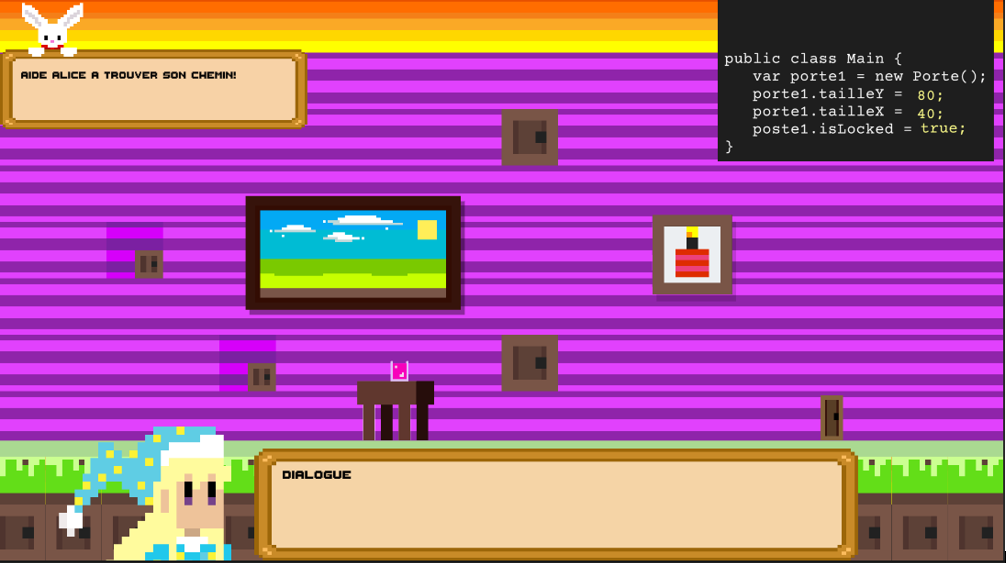 AIDE ALICE A TROUVER SON CHEMIN!
public class Main {
var porte1 = new Porte();
porte1.tailleY = 80;
porte1.tailleX = 40;
poste1.isLocked = true;
}
DIALOGUE